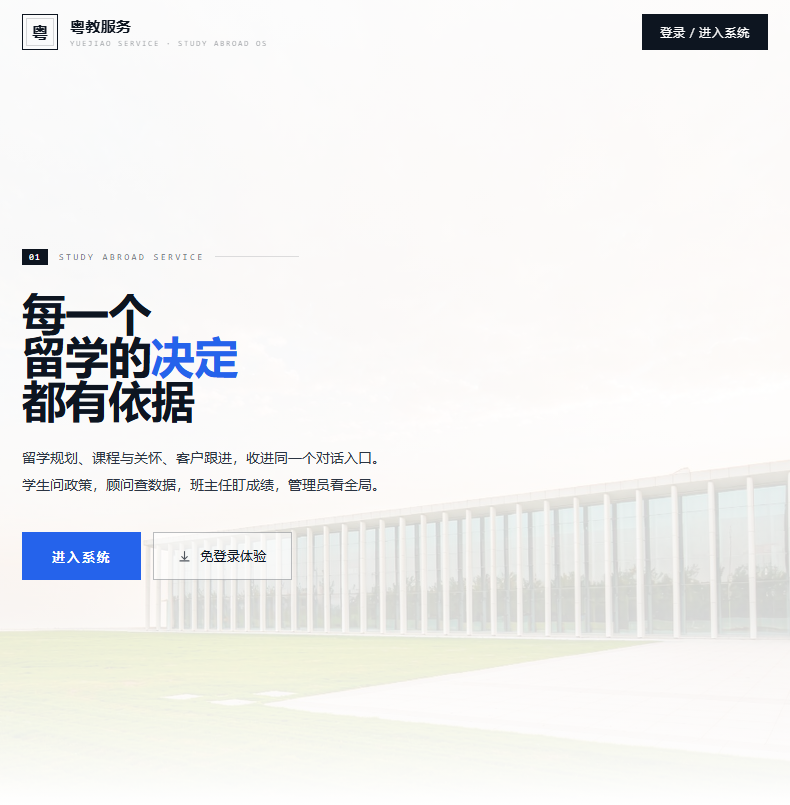 粤
粤教服务
YUEJIAO SERVICE · STUDY ABROAD OS
登录 / 进入系统
01 STUDY ABROAD SERVICE
每一个
留学的决定
都有依据
留学规划、课程与关怀、客户跟进，收进同一个对话入口。
学生问政策，顾问查数据，班主任盯成绩，管理员看全局。
进入系统
免登录体验